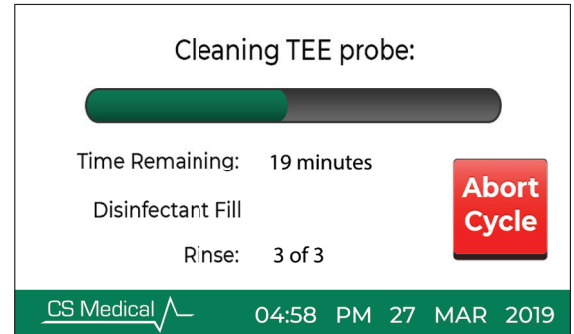 Cleaning TEE probe:
Time Remaining: 19 minutes
Disinfectant Fill
Abort
Cycle
Rinse: 3 of 3
CS Medical 04:58 PM 27 MAR 2019